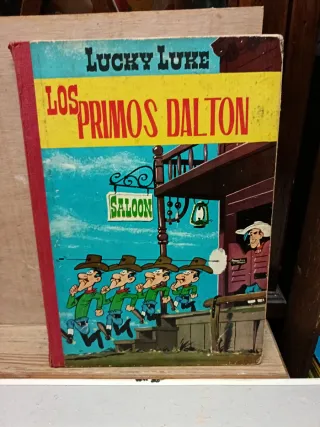 LUCKY LUKE
LOS
PRIMOS DALTON
SALOON